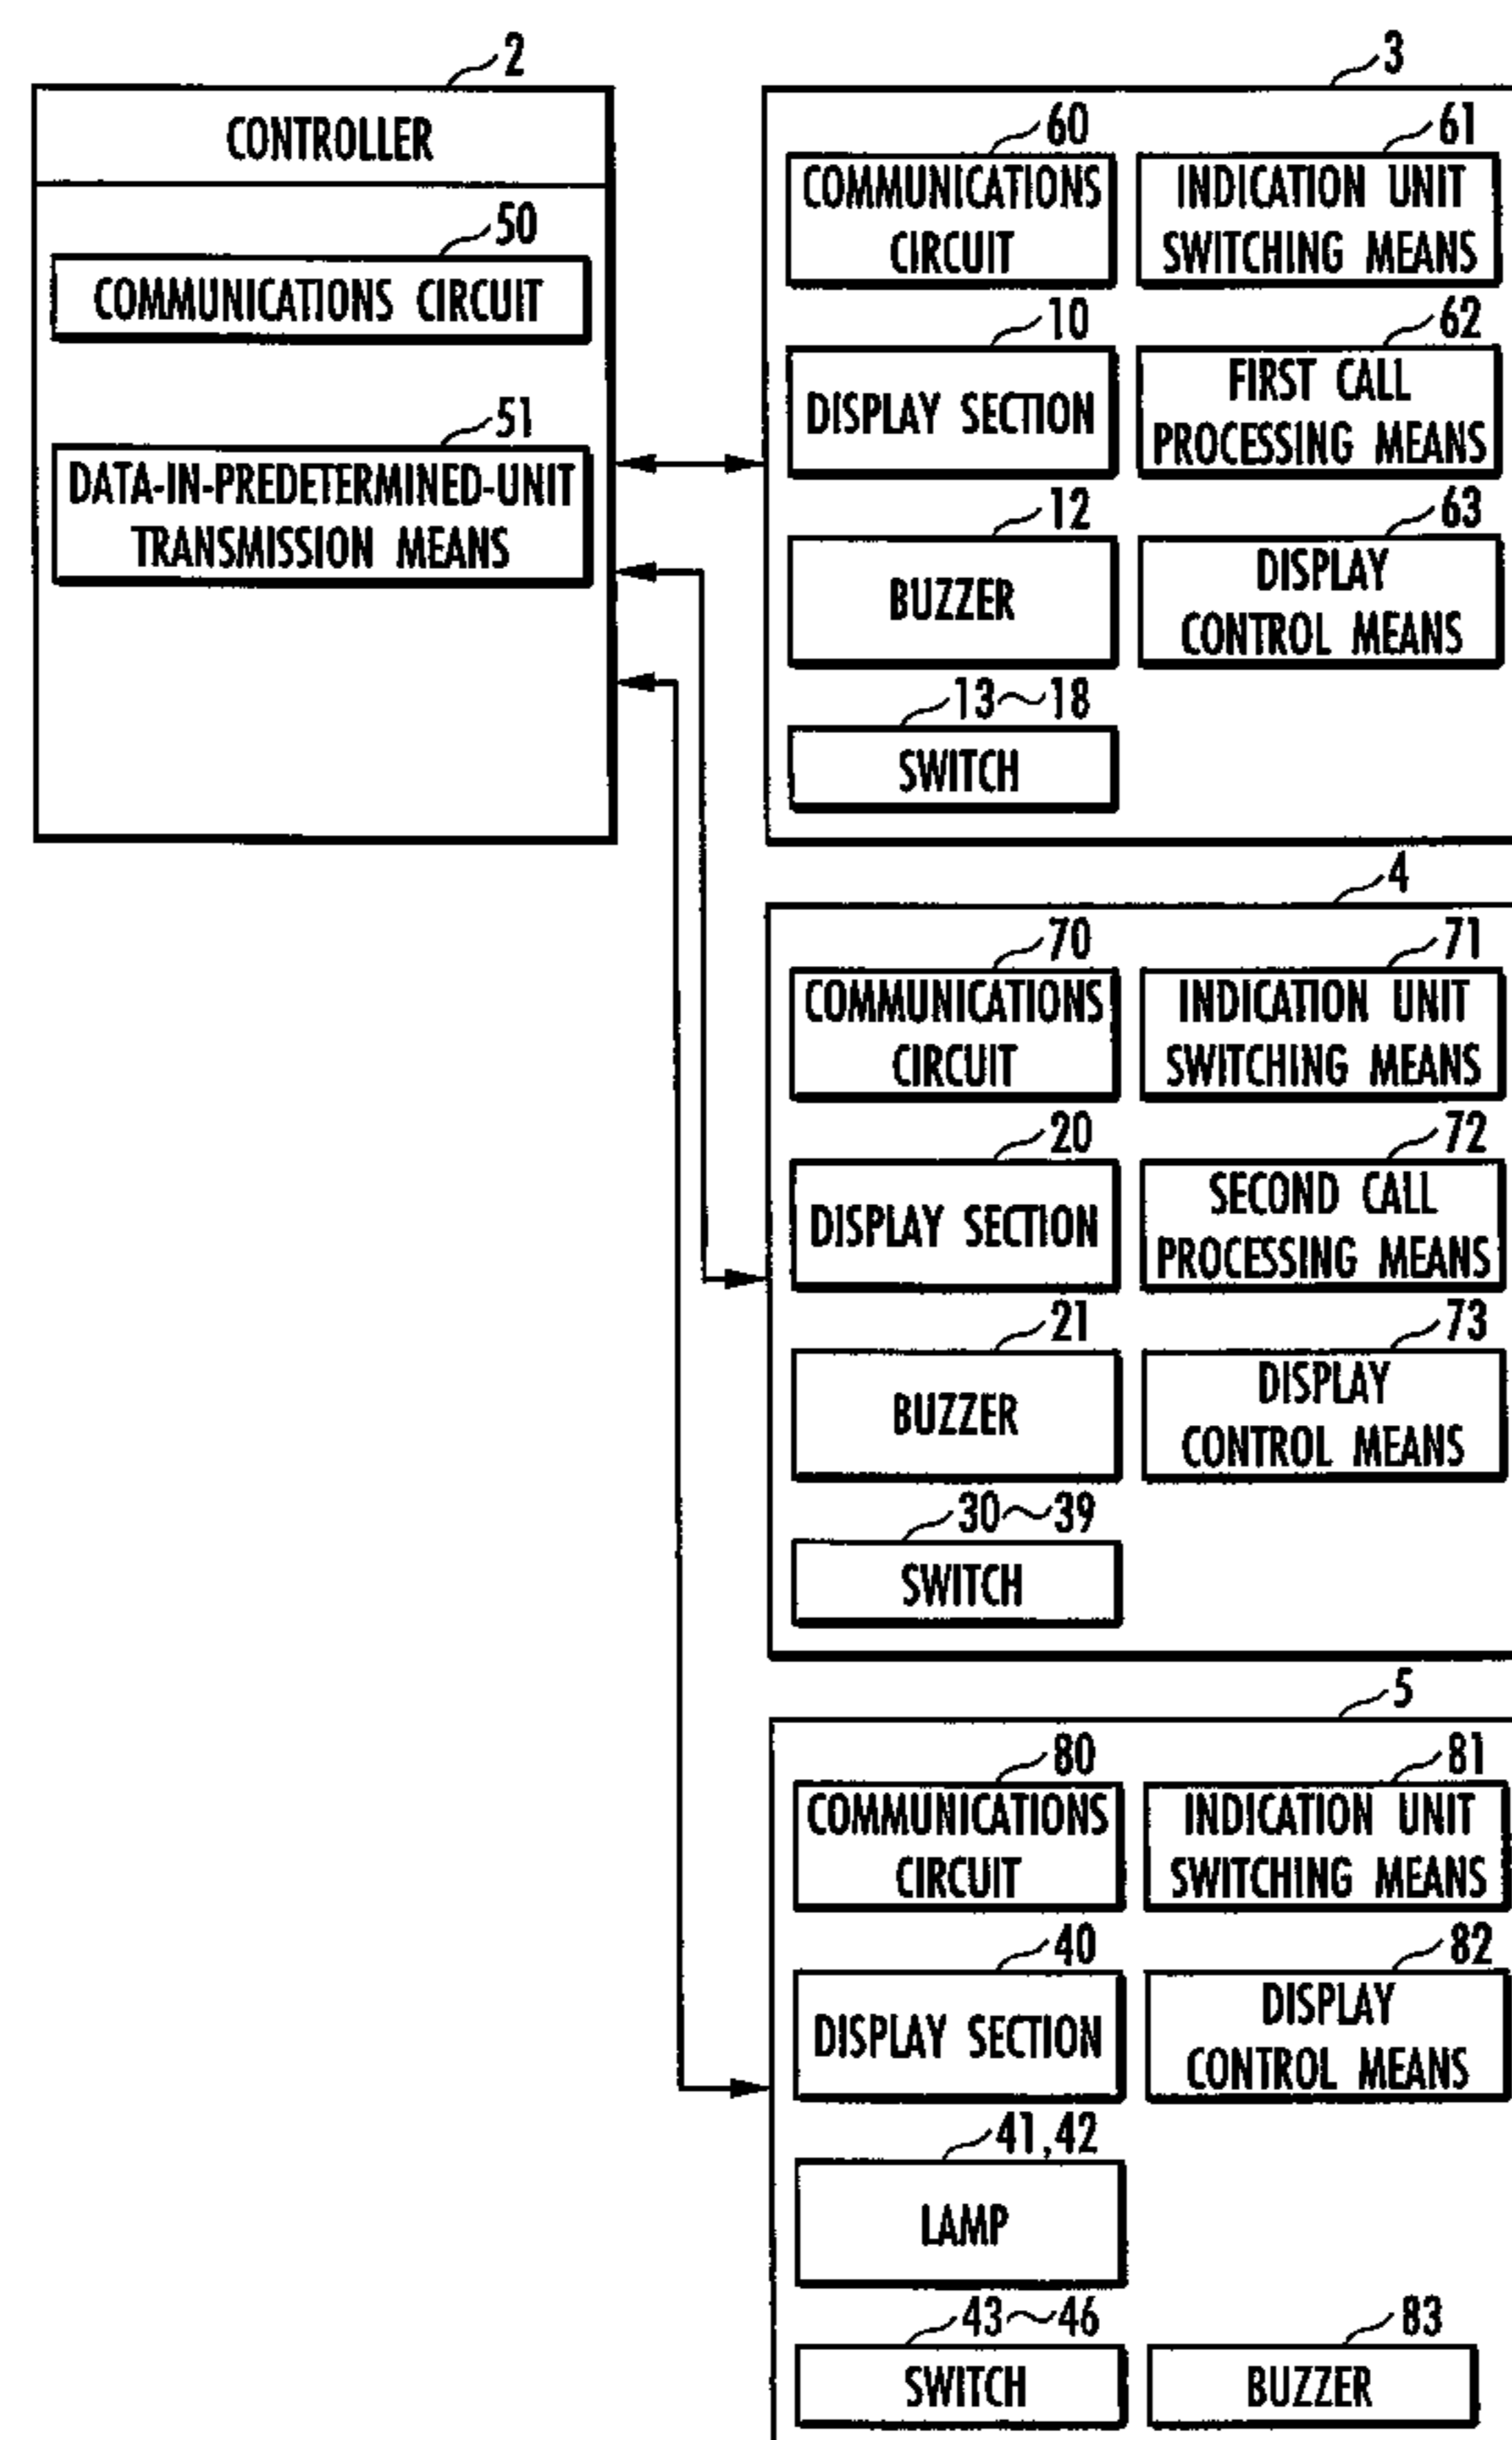 2
CONTROLLER
50
COMMUNICATIONS CIRCUIT
51
DATA-IN-PREDETERMINED-UNIT
TRANSMISSION MEANS
3
60
COMMUNICATIONS
CIRCUIT
61
INDICATION UNIT
SWITCHING MEANS
10
DISPLAY SECTION
62
FIRST CALL
PROCESSING MEANS
12
BUZZER
63
DISPLAY
CONTROL MEANS
13~18
SWITCH
4
70
COMMUNICATIONS
CIRCUIT
71
INDICATION UNIT
SWITCHING MEANS
20
DISPLAY SECTION
72
SECOND CALL
PROCESSING MEANS
21
BUZZER
73
DISPLAY
CONTROL MEANS
30~39
SWITCH
5
80
COMMUNICATIONS
CIRCUIT
81
INDICATION UNIT
SWITCHING MEANS
40
DISPLAY SECTION
82
DISPLAY
CONTROL MEANS
41,42
LAMP
43~46
SWITCH
83
BUZZER